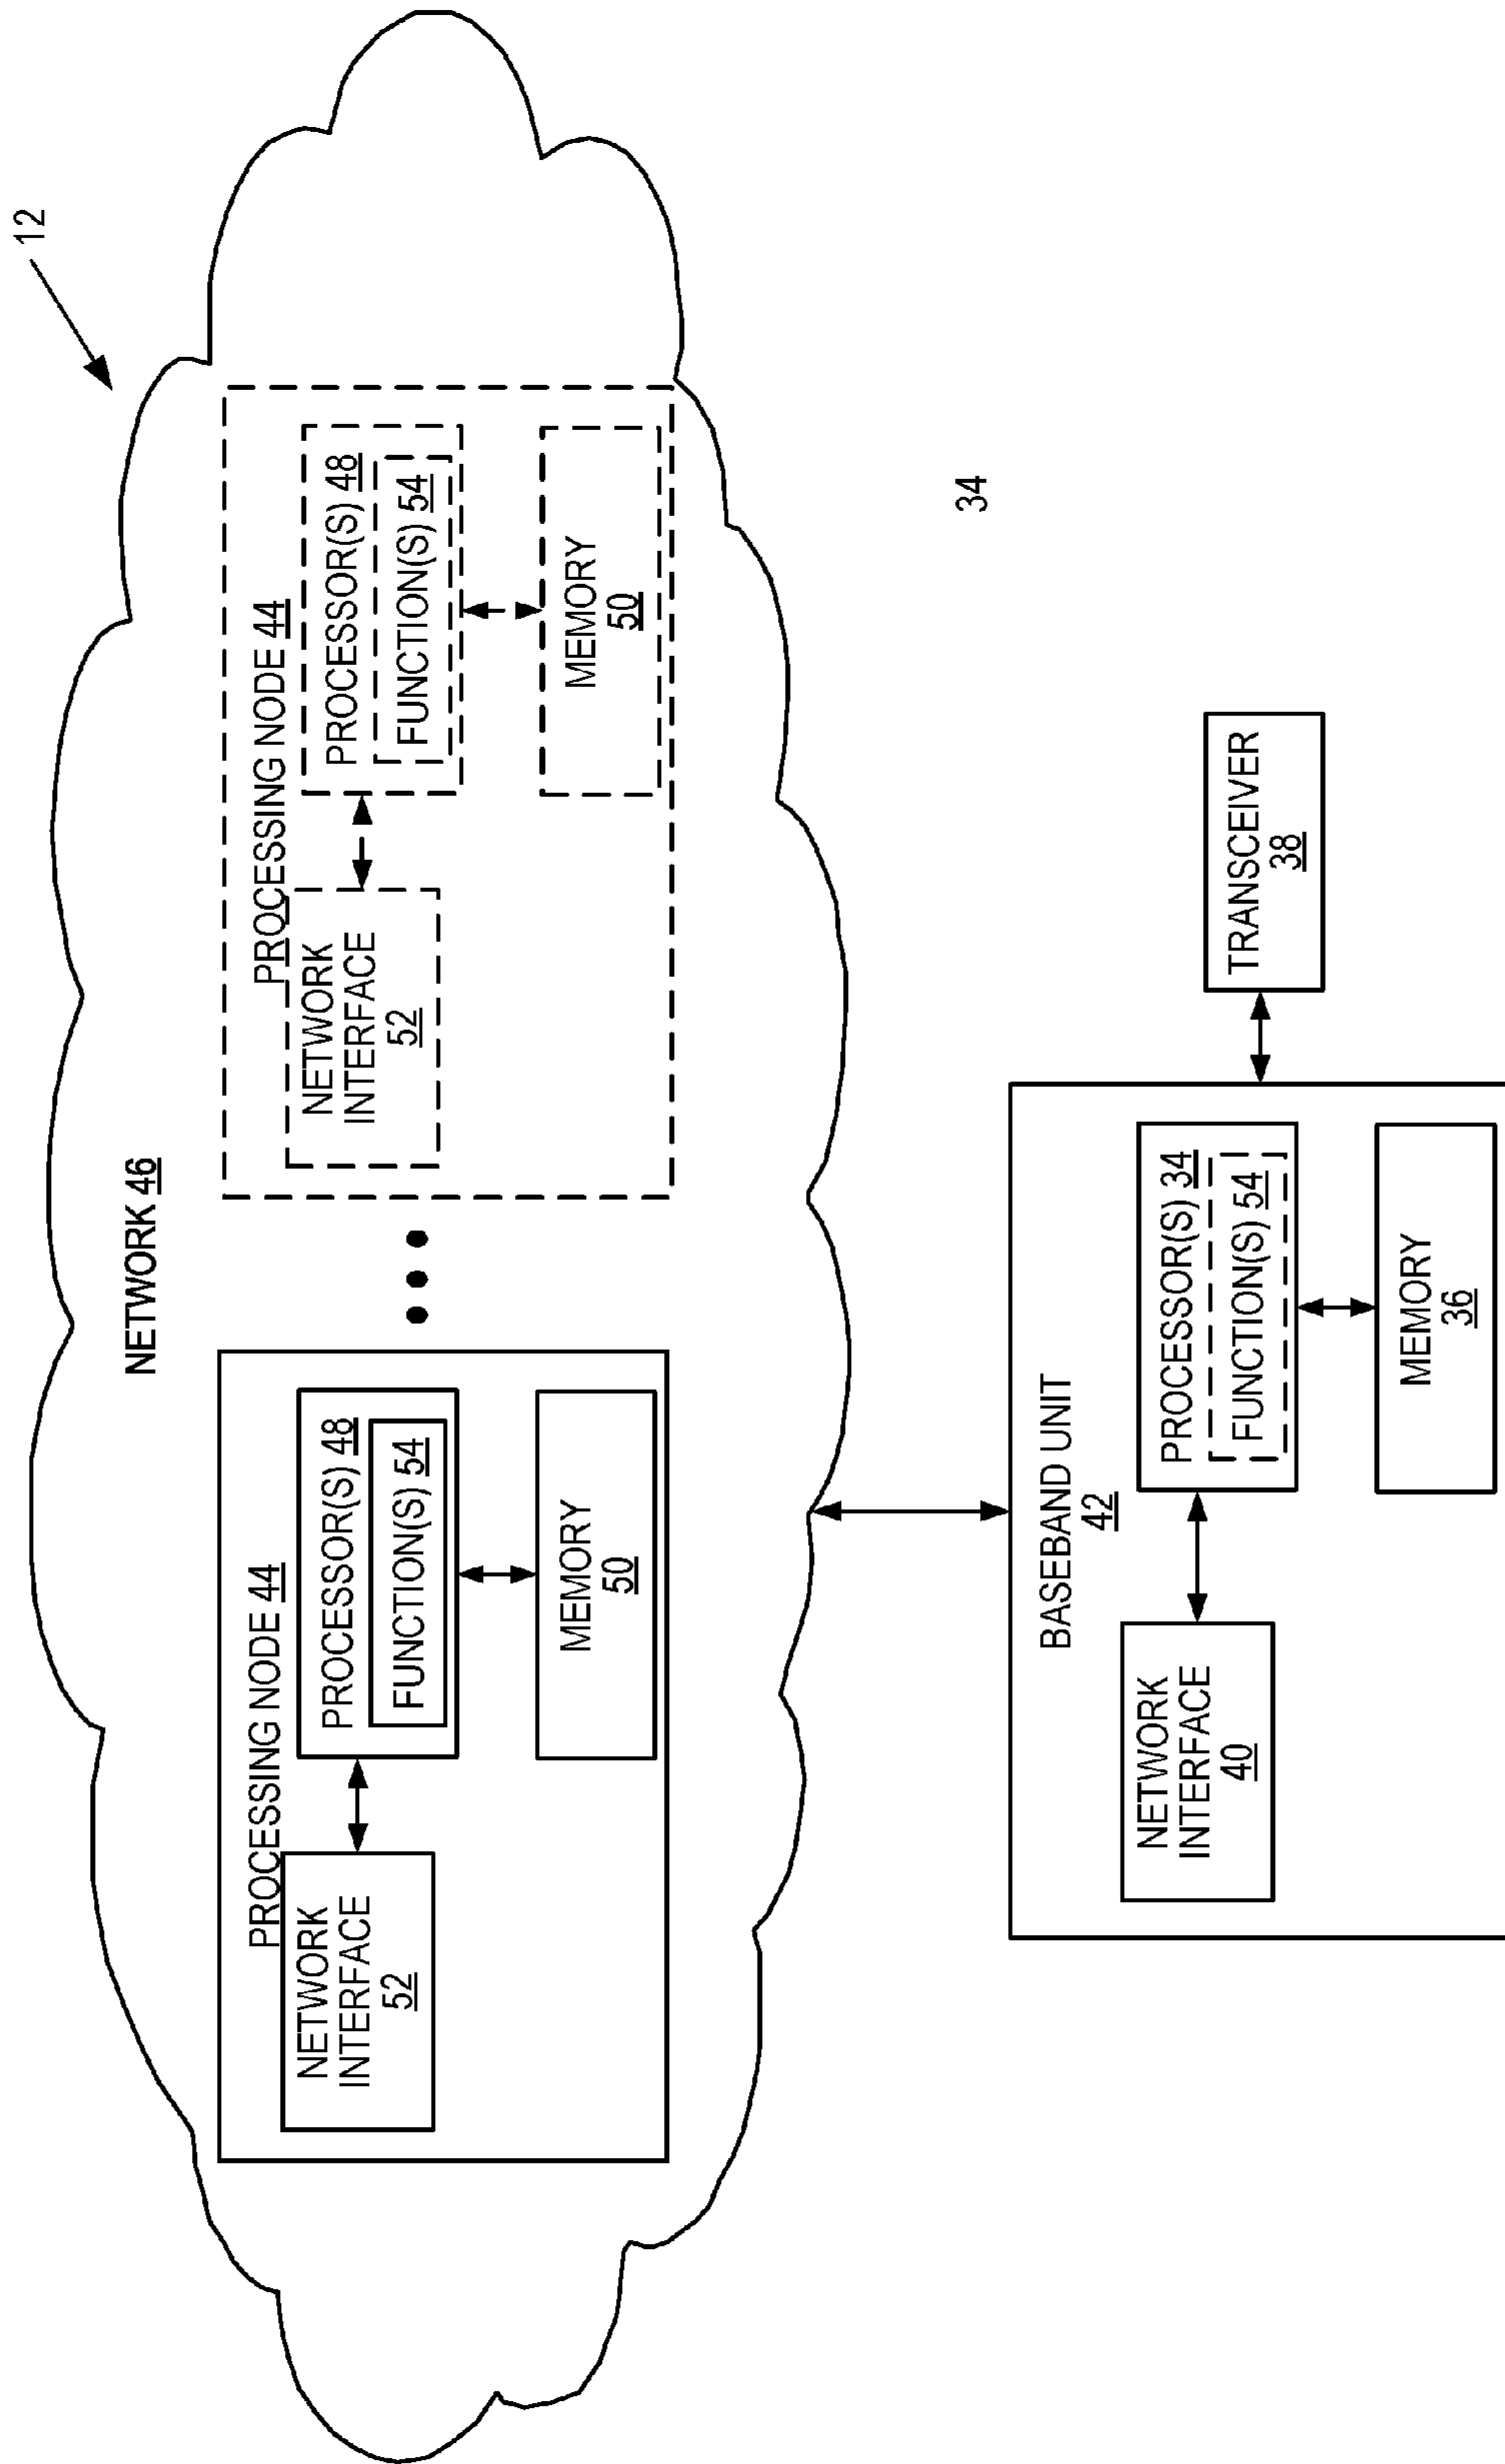 12
NETWORK 46
PROCESSING NODE 44
NETWORK
INTERFACE
52
PROCESSOR(S) 48
FUNCTION(S) 54
MEMORY
50
PROCESSING NODE 44
NETWORK
INTERFACE
52
PROCESSOR(S) 48
FUNCTION(S) 54
MEMORY
50
34
BASEBAND UNIT
42
NETWORK
INTERFACE
40
PROCESSOR(S) 34
FUNCTION(S) 54
MEMORY
36
TRANSCEIVER
38